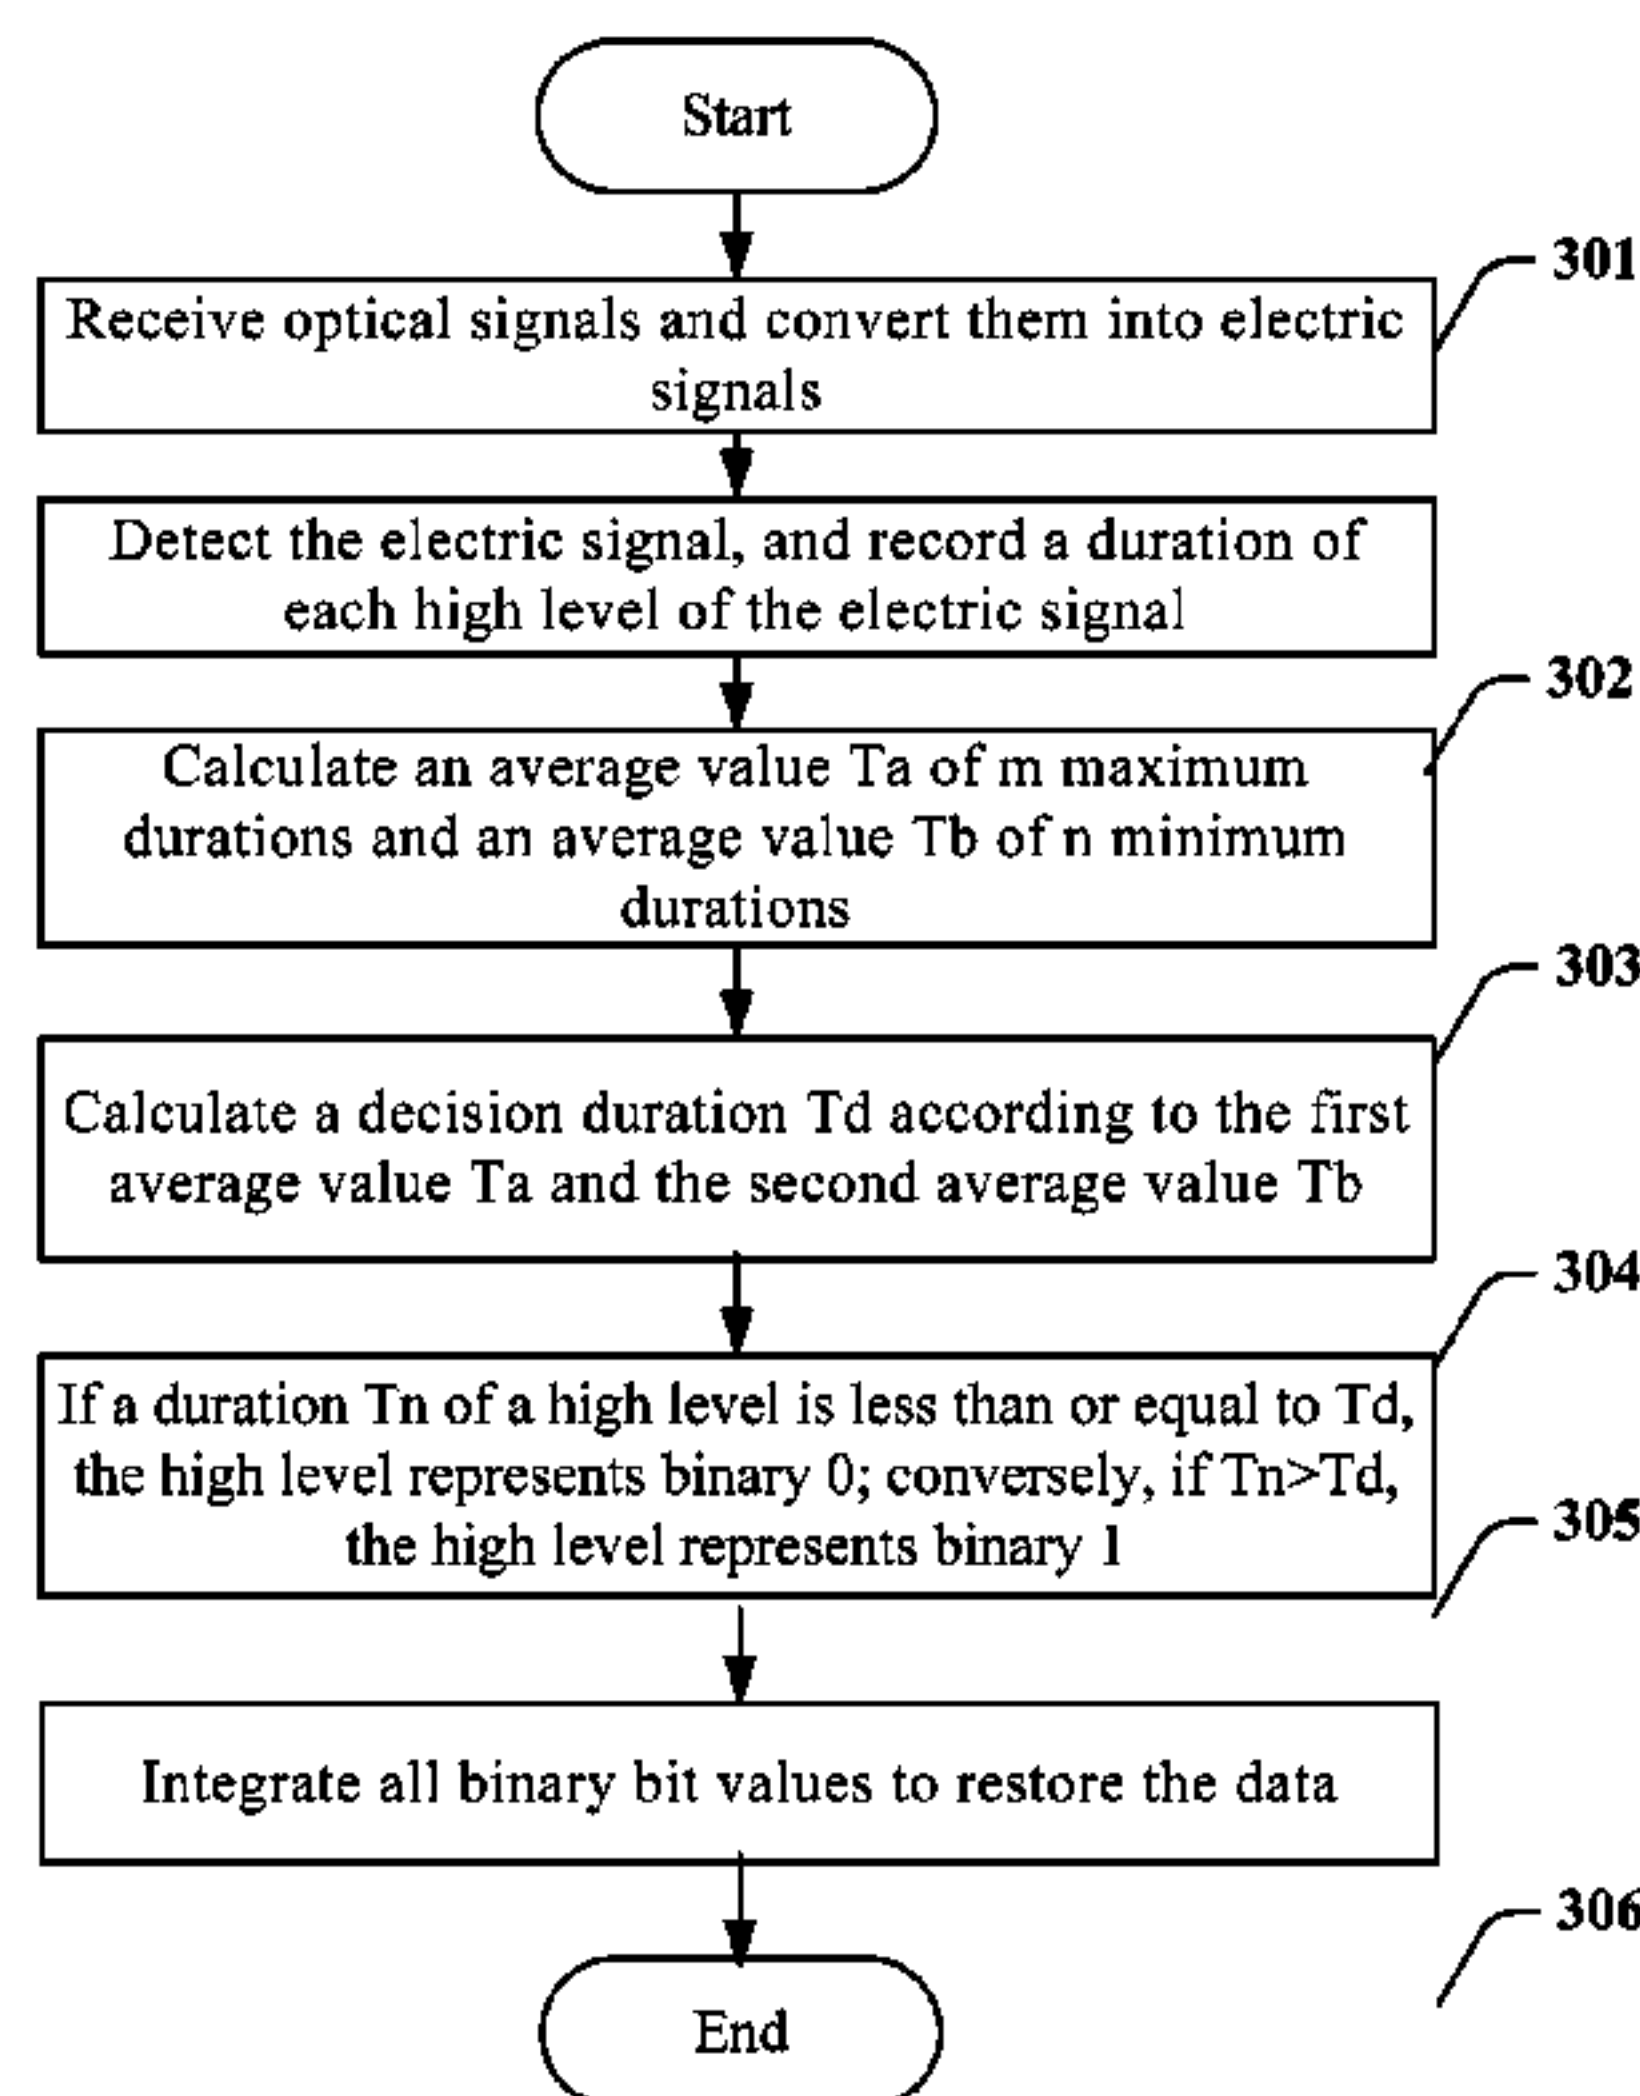 Start
301
Receive optical signals and convert them into electric
signals
Detect the electric signal, and record a duration of
each high level of the electric signal
302
Calculate an average value Ta of m maximum
durations and an average value Tb of n minimum
durations
303
Calculate a decision duration Td according to the first
average value Ta and the second average value Tb
304
If a duration Tn of a high level is less than or equal to Td,
the high level represents binary 0; conversely, if Tn>Td,
the high level represents binary 1
305
Integrate all binary bit values to restore the data
306
End